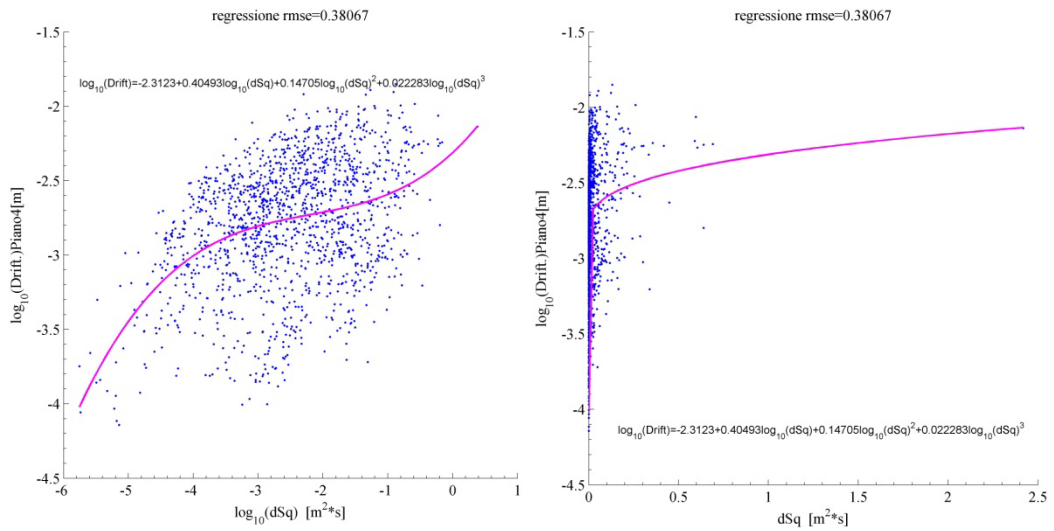 regressione rmse=0.38067
-1.5
log₁₀(Drift)=-2.3123+0.40493log₁₀(dSq)+0.14705log₁₀(dSq)²+0.022283log₁₀(dSq)³
-2
-2.5
-3
-3.5
-4
-4.5
log₁₀(Drift.)Piano4[m]
-6 -5 -4 -3 -2 -1 0 1
log₁₀(dSq) [m²*s]
regressione rmse=0.38067
-1.5
-2
-2.5
-3
-3.5
-4
-4.5
log₁₀(Drift.)Piano4[m]
log₁₀(Drift)=-2.3123+0.40493log₁₀(dSq)+0.14705log₁₀(dSq)²+0.022283log₁₀(dSq)³
0 0.5 1 1.5 2 2.5
dSq [m²*s]